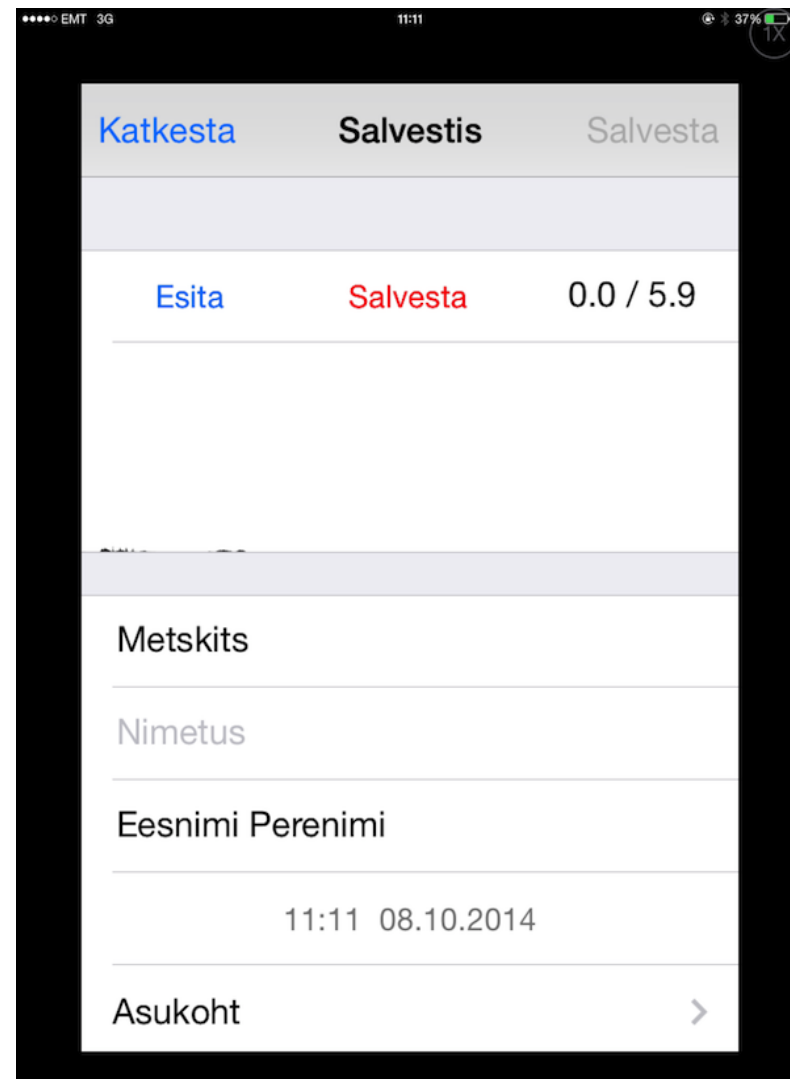 EMT 3G 11:11 37%
1X
Katkesta Salvestis Salvesta
Esita Salvesta 0.0 / 5.9
Metskits
Nimetus
Eesnimi Perenimi
11:11 08.10.2014
Asukoht